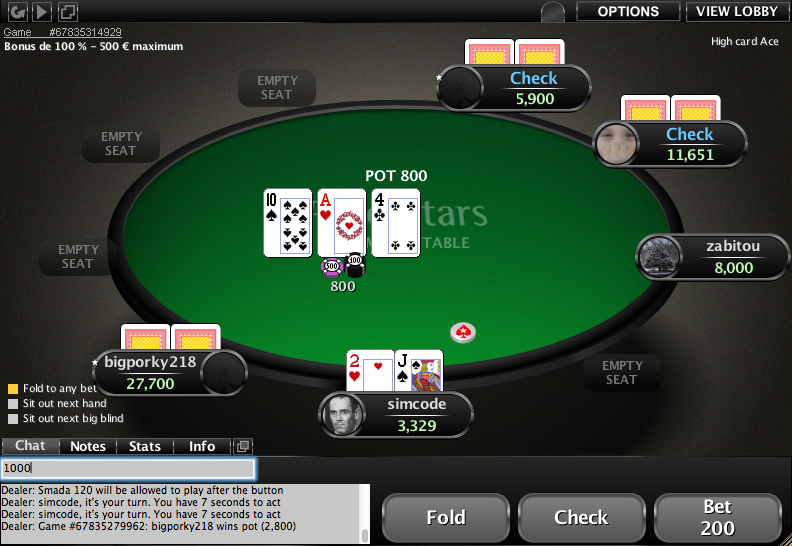 OPTIONS
VIEW LOBBY
Game #67835314929
Bonus de 100 % - 500 € maximum
High card Ace
Check
5,900
EMPTY
SEAT
Check
11,651
EMPTY
SEAT
POT 800
10 A 4
tars
TABLE
zabitou
8,000
EMPTY
SEAT
500 100
800
bigporky218
27,700
2 J
EMPTY
SEAT
Fold to any bet
Sit out next hand
Sit out next big blind
simcode
3,329
Chat Notes Stats Info
1000
Dealer: Smada 120 will be allowed to play after the button
Dealer: simcode, it's your turn. You have 7 seconds to act
Dealer: simcode, it's your turn. You have 7 seconds to act
Dealer: Game #67835279962: bigporky218 wins pot (2,800)
Fold
Check
Bet
200